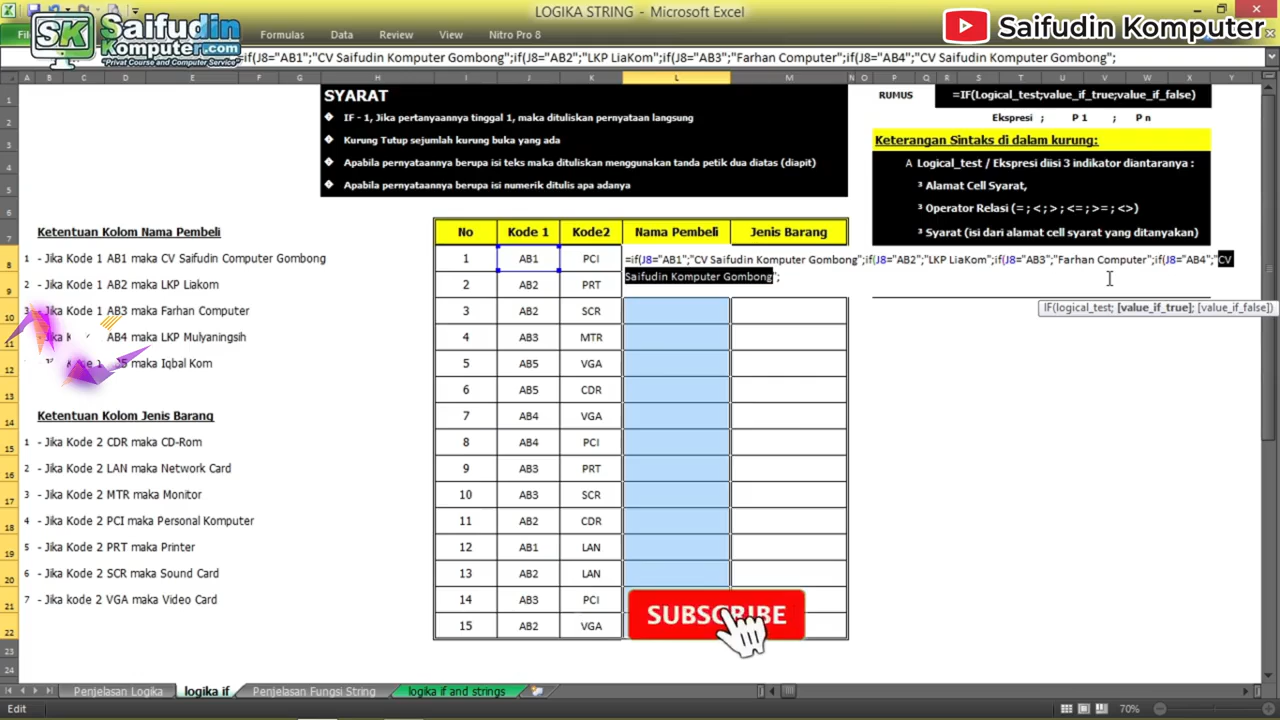 LOGIKA STRING - Microsoft Excel
SK Saifudin Komputer.com
"Private Course and Computer Service"
Saifudin Komputer
Formulas Data Review View Nitro Pro 8
=if(J8="AB1";"CV Saifudin Komputer Gombong";if(J8="AB2";"LKP LiaKom";if(J8="AB3";"Farhan Computer";if(J8="AB4";"CV Saifudin Komputer Gombong";
A B C D E F G H I J K L M N O P Q R S T U V W X Y
SYARAT
❖ IF - 1, Jika pertanyaannya tinggal 1, maka dituliskan pernyataan langsung
❖ Kurung Tutup sejumlah kurung buka yang ada
❖ Apabila pernyataannya berupa isi teks maka dituliskan menggunakan tanda petik dua diatas (diapit)
❖ Apabila pernyataannya berupa isi numerik ditulis apa adanya
RUMUS =IF(Logical_test;value_if_true;value_if_false)
Ekspresi ; P 1 ; P n
Keterangan Sintaks di dalam kurung:
A Logical_test / Ekspresi diisi 3 indikator diantaranya :
³ Alamat Cell Syarat,
³ Operator Relasi (= ; < ; > ; <= ; >= ; <>)
³ Syarat (isi dari alamat cell syarat yang ditanyakan)
Ketentuan Kolom Nama Pembeli
1 - Jika Kode 1 AB1 maka CV Saifudin Computer Gombong
2 - Jika Kode 1 AB2 maka LKP Liakom
3 - Jika Kode 1 AB3 maka Farhan Computer
AB4 maka LKP Mulyaningsih
maka Iqbal Kom
Ketentuan Kolom Jenis Barang
1 - Jika Kode 2 CDR maka CD-Rom
2 - Jika Kode 2 LAN maka Network Card
3 - Jika Kode 2 MTR maka Monitor
4 - Jika Kode 2 PCI maka Personal Komputer
5 - Jika Kode 2 PRT maka Printer
6 - Jika Kode 2 SCR maka Sound Card
7 - Jika kode 2 VGA maka Video Card
No Kode 1 Kode2 Nama Pembeli Jenis Barang
1 AB1 PCI
=if(J8="AB1";"CV Saifudin Komputer Gombong";if(J8="AB2";"LKP LiaKom";if(J8="AB3";"Farhan Computer";if(J8="AB4";"CV
Saifudin Komputer Gombong";
2 AB2 PRT
3 AB2 SCR
4 AB3 MTR
5 AB5 VGA
6 AB5 CDR
7 AB4 VGA
8 AB4 PCI
9 AB3 PRT
10 AB3 SCR
11 AB2 CDR
12 AB1 LAN
13 AB2 LAN
14 AB3 PCI
15 AB2 VGA
IF(logical_test; [value_if_true]; [value_if_false])
SUBSCRIBE
Penjelasan Logika logika if Penjelasan Fungsi String logika if and strings
Edit 70%